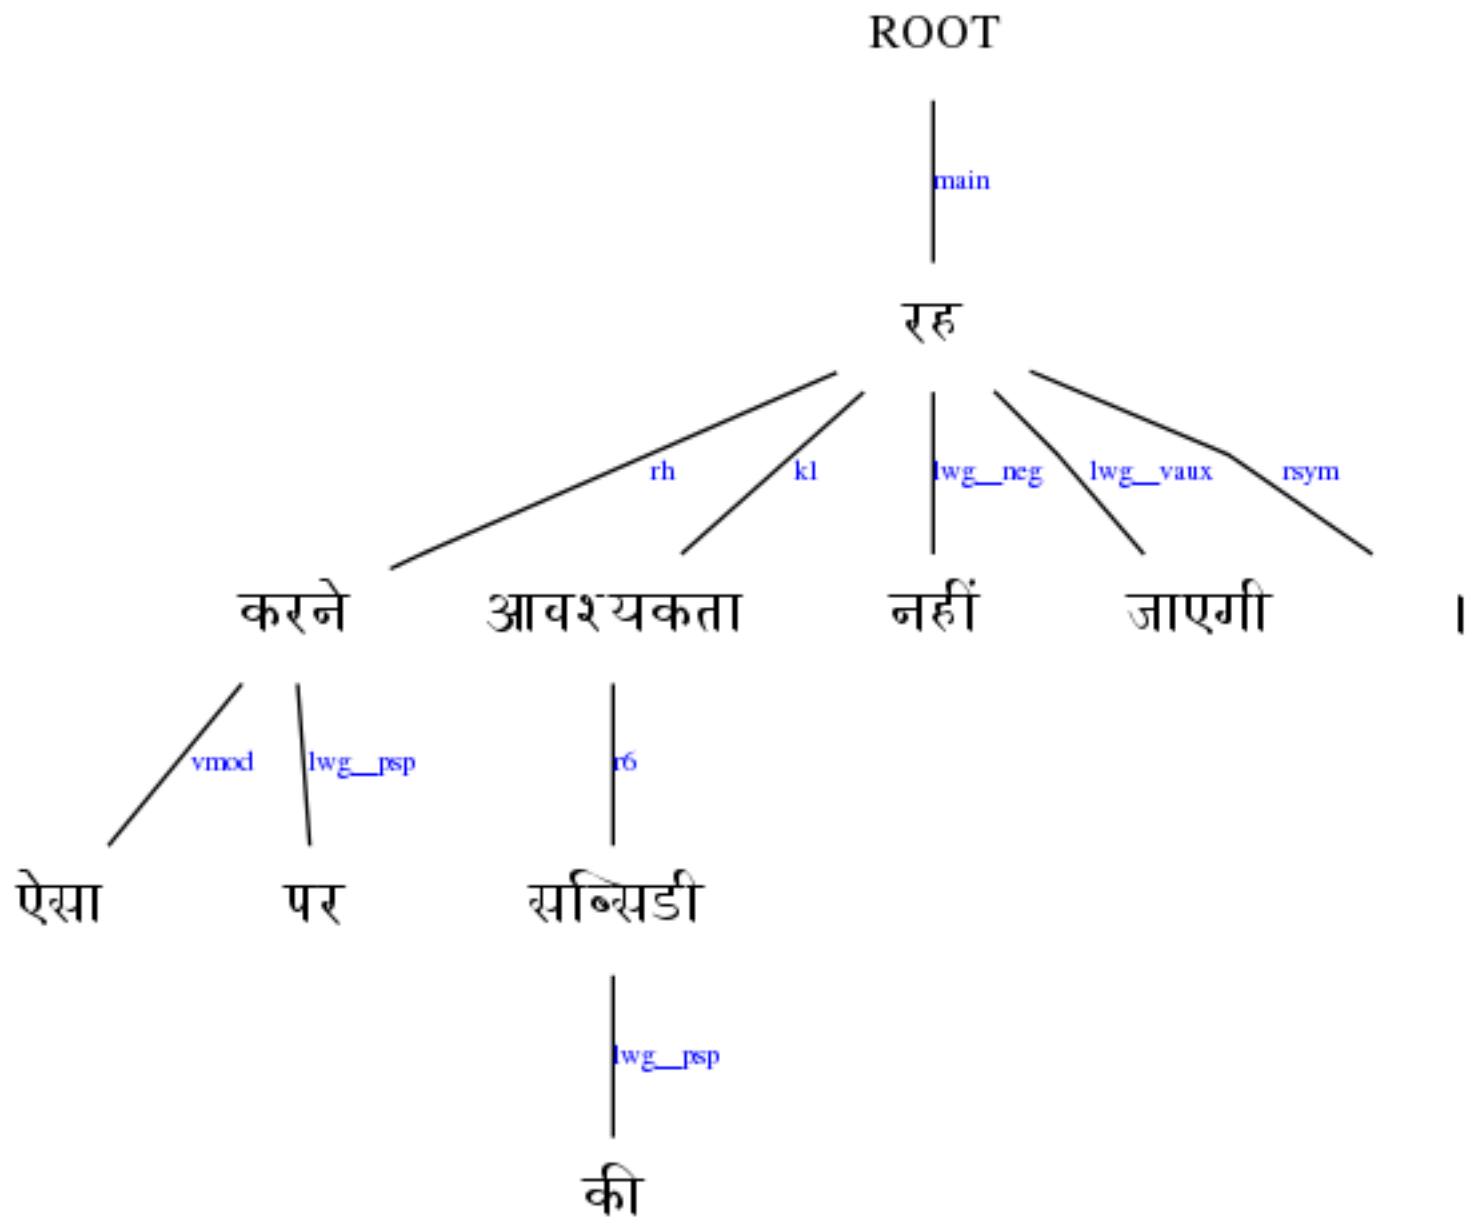 ROOT
main
रह
rh k1 lwg__neg lwg__vaux rsym
करने आवश्यकता नहीं जाएगी ।
vmod lwg__psp r6
ऐसा पर सब्सिडी
lwg__psp
की